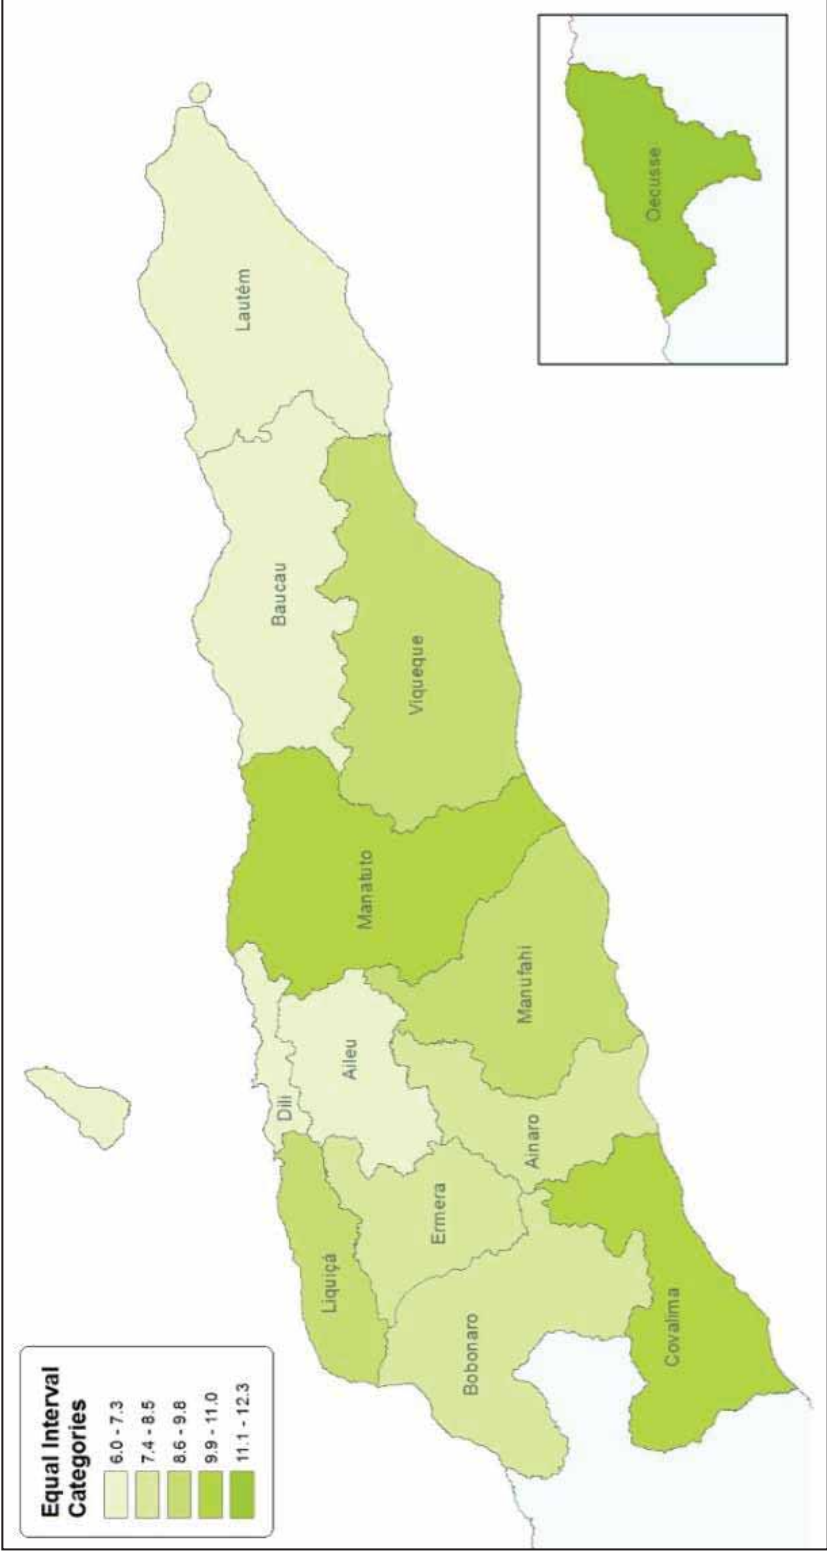 Equal Interval
Categories
6.0 - 7.3
7.4 - 8.5
8.6 - 9.8
9.9 - 11.0
11.1 - 12.3
Lautém
Baucau
Viqueque
Manatuto
Manufahi
Dili
Aileu
Ainaro
Liquiçá
Ermera
Bobonaro
Covalima
Oecusse